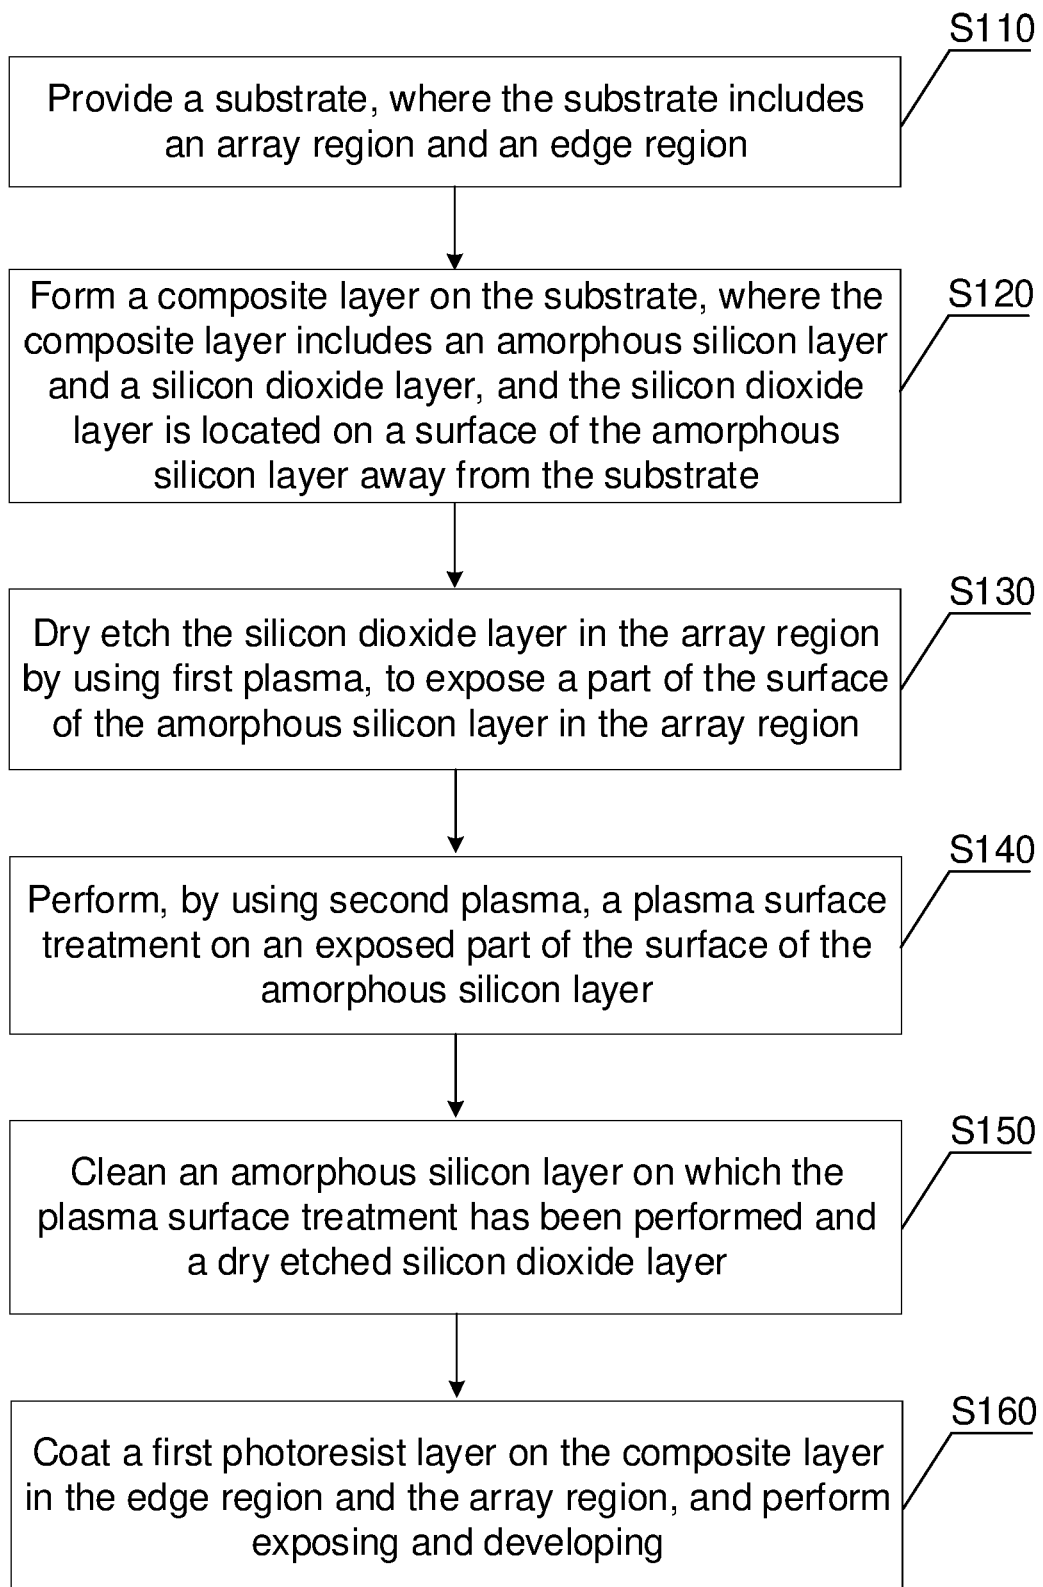 S110
Provide a substrate, where the substrate includes
an array region and an edge region
S120
Form a composite layer on the substrate, where the
composite layer includes an amorphous silicon layer
and a silicon dioxide layer, and the silicon dioxide
layer is located on a surface of the amorphous
silicon layer away from the substrate
S130
Dry etch the silicon dioxide layer in the array region
by using first plasma, to expose a part of the surface
of the amorphous silicon layer in the array region
S140
Perform, by using second plasma, a plasma surface
treatment on an exposed part of the surface of the
amorphous silicon layer
S150
Clean an amorphous silicon layer on which the
plasma surface treatment has been performed and
a dry etched silicon dioxide layer
S160
Coat a first photoresist layer on the composite layer
in the edge region and the array region, and perform
exposing and developing